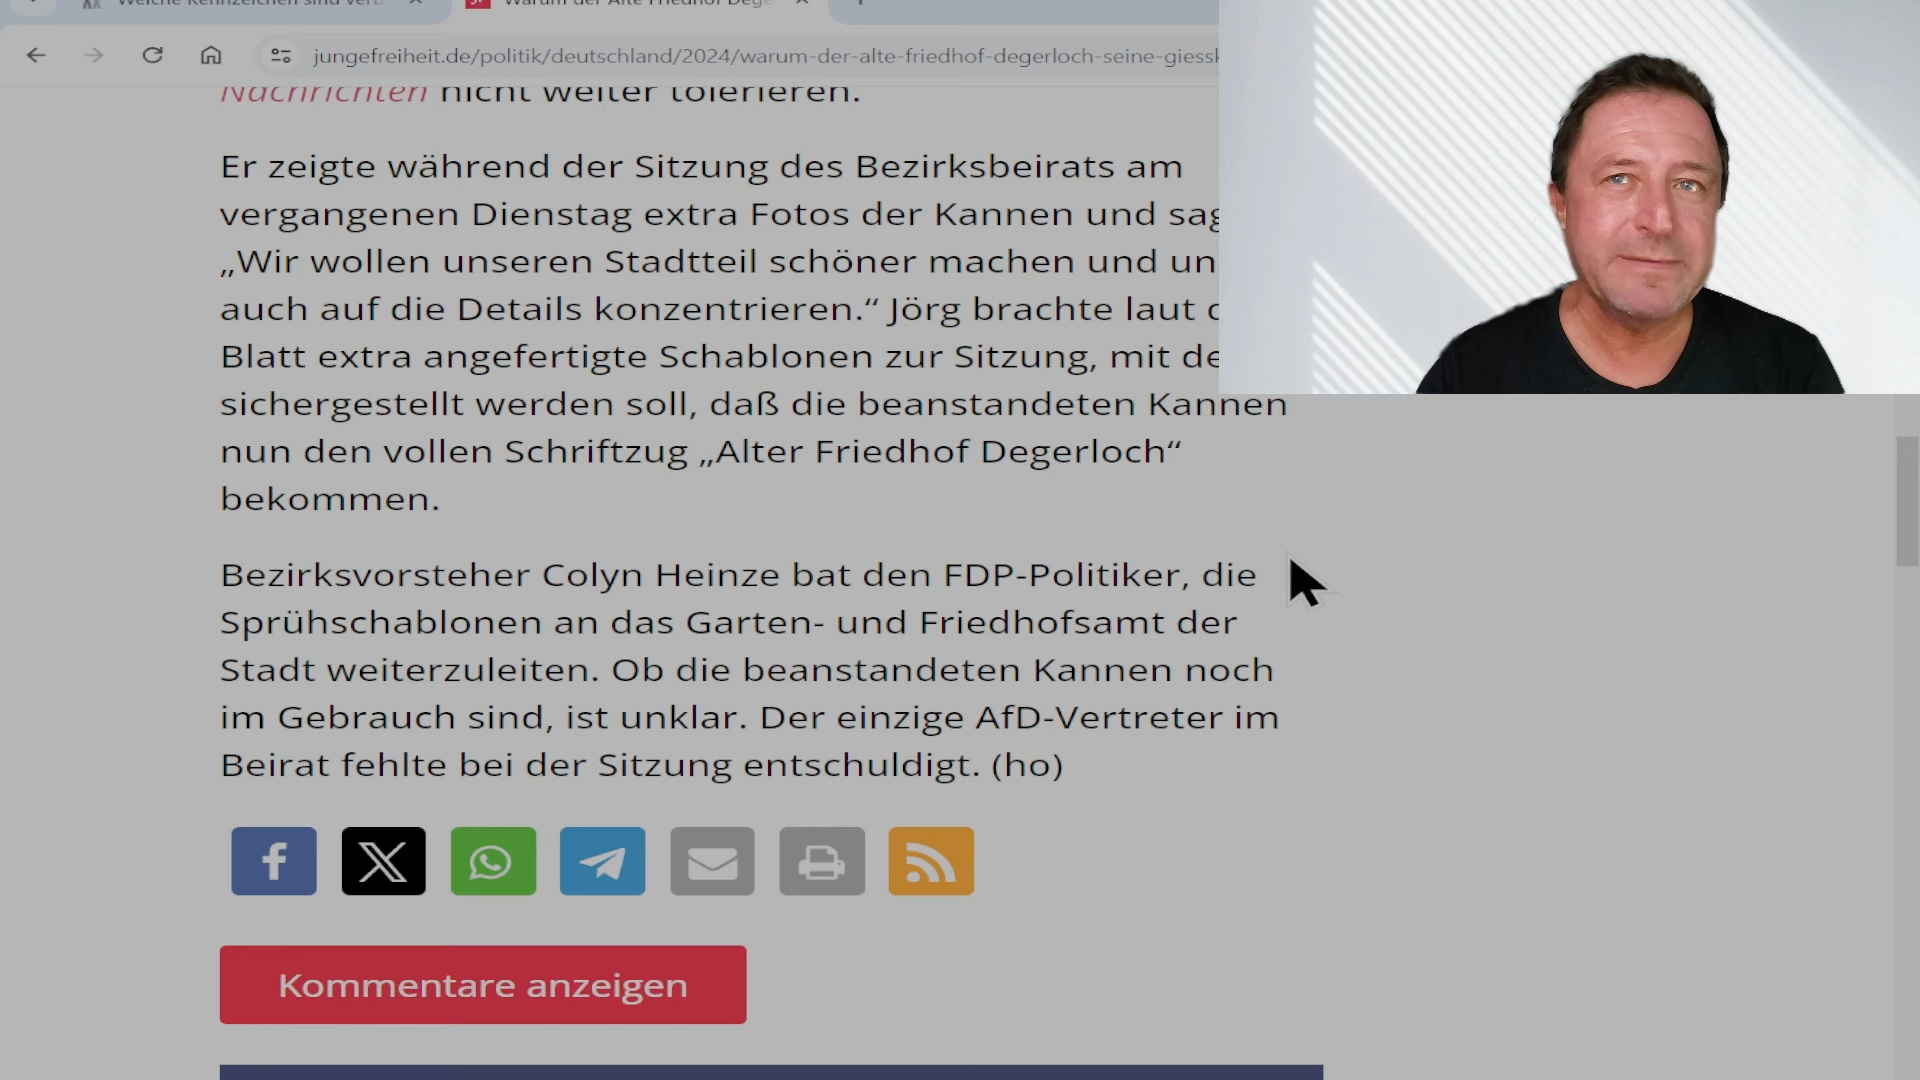 Welche Kennzeichen sind verb
Warum der Alte Friedhof Dege
jungefreiheit.de/politik/deutschland/2024/warum-der-alte-friedhof-degerloch-seine-giessk
Nachrichten nicht weiter tolerieren.
Er zeigte während der Sitzung des Bezirksbeirats am
vergangenen Dienstag extra Fotos der Kannen und sag
„Wir wollen unseren Stadtteil schöner machen und un
auch auf die Details konzentrieren.“ Jörg brachte laut d
Blatt extra angefertigte Schablonen zur Sitzung, mit de
sichergestellt werden soll, daß die beanstandeten Kannen
nun den vollen Schriftzug „Alter Friedhof Degerloch“
bekommen.
Bezirksvorsteher Colyn Heinze bat den FDP-Politiker, die
Sprühschablonen an das Garten- und Friedhofsamt der
Stadt weiterzuleiten. Ob die beanstandeten Kannen noch
im Gebrauch sind, ist unklar. Der einzige AfD-Vertreter im
Beirat fehlte bei der Sitzung entschuldigt. (ho)
Kommentare anzeigen